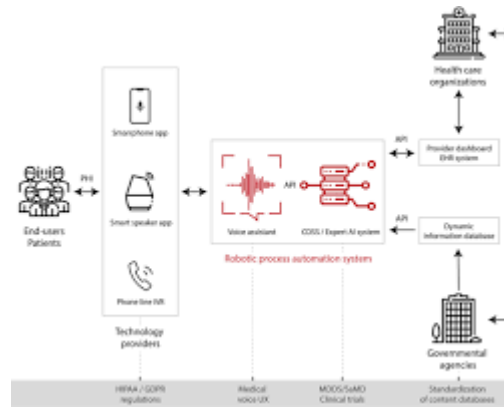 Health care
organizations
Smartphone app
API
Provider dashboard
EHR system
PHI
API
End-users
Patients
Smart speaker app
Voice assistant
CDSS / Expert AI system
API
Dynamic
information database
Robotic process automation system
Phone line IVR
Technology
providers
Governmental
agencies
HIPAA / GDPR
regulations
Medical
voice UX
MDDS/SaMD
Clinical trials
Standardization
of content databases